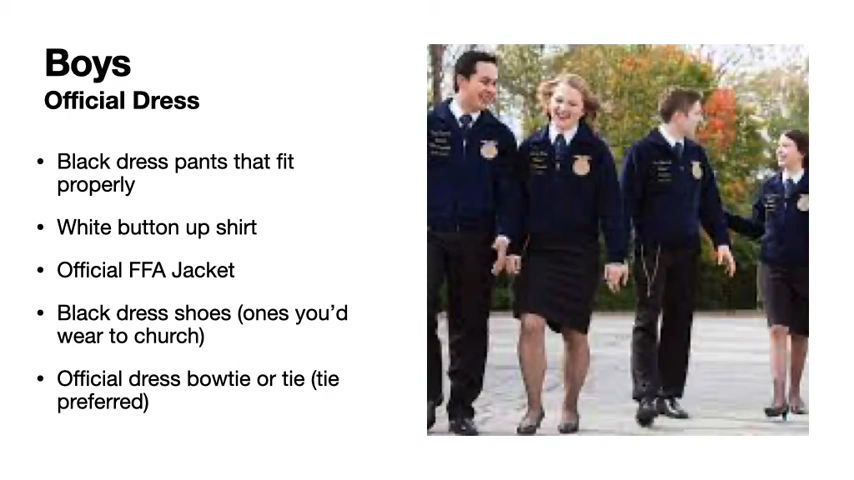 Boys
Official Dress
• Black dress pants that fit
properly
• White button up shirt
• Official FFA Jacket
• Black dress shoes (ones you’d
wear to church)
• Official dress bowtie or tie (tie
preferred)